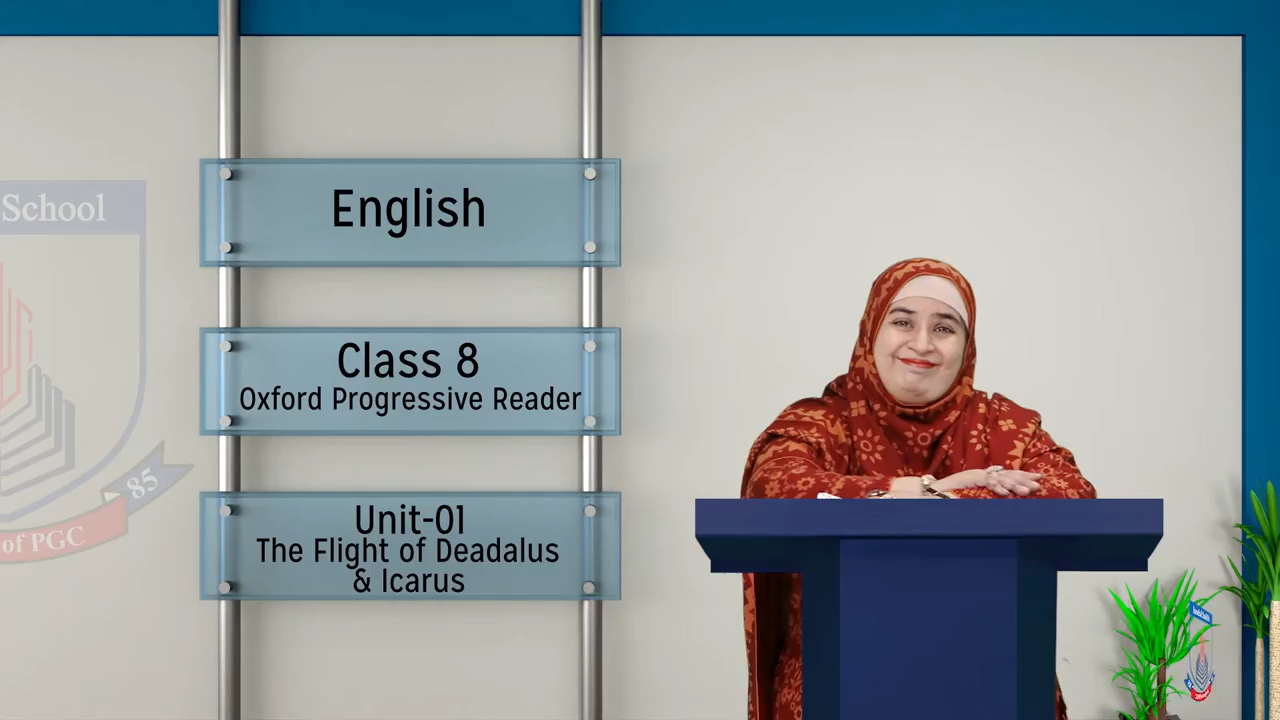 School
85
of PGC
English
Class 8
Oxford Progressive Reader
Unit-01
The Flight of Deadalus
& Icarus